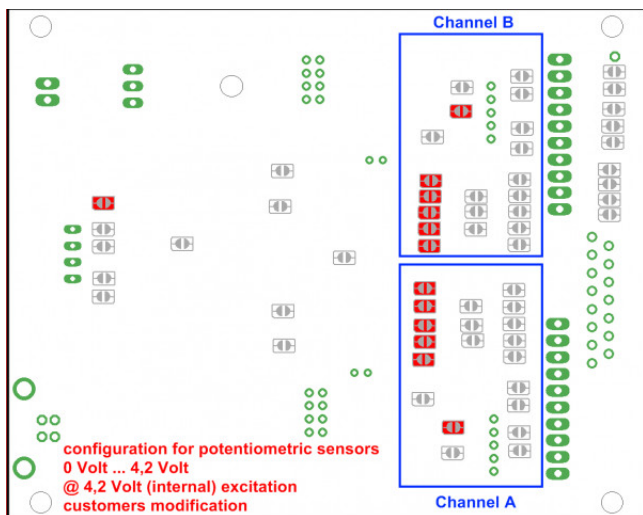 Channel B
Channel A
configuration for potentiometric sensors
0 Volt ... 4,2 Volt
@ 4,2 Volt (internal) excitation
customers modification